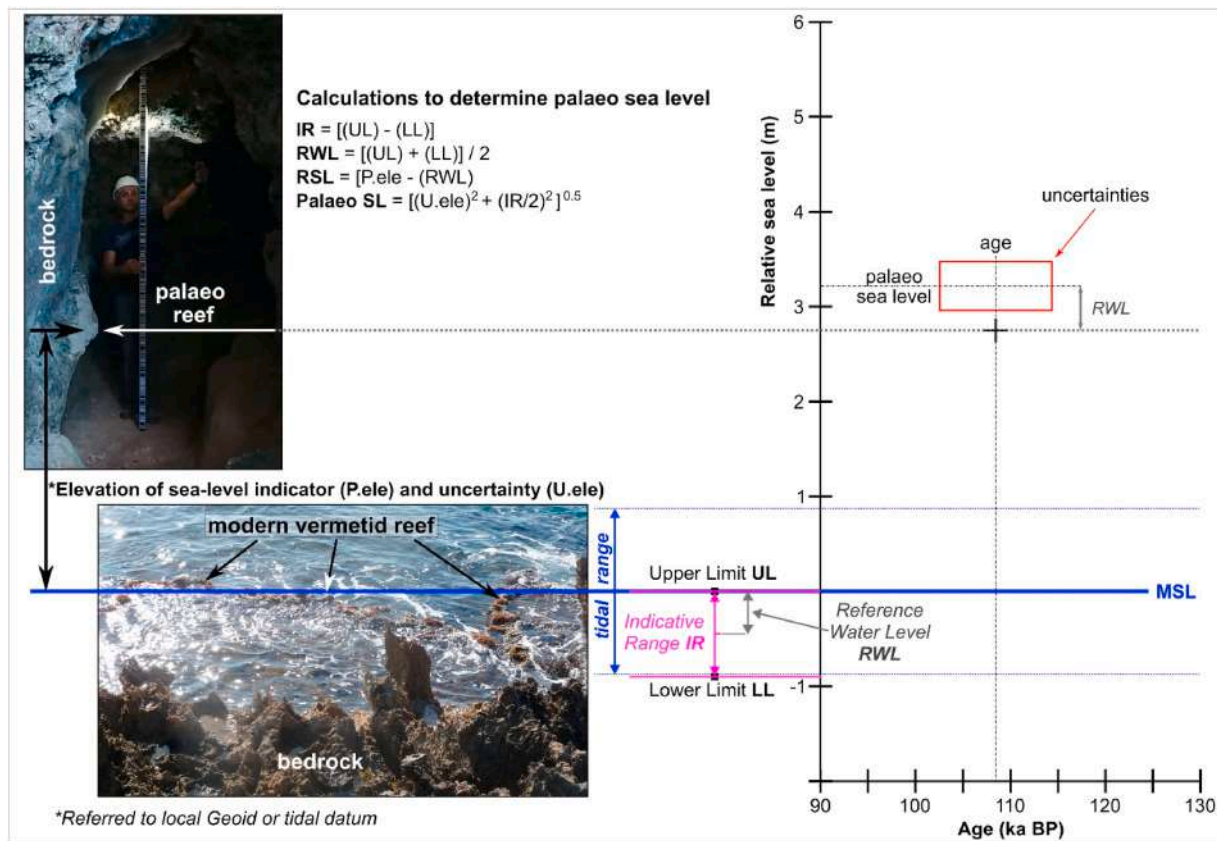 Calculations to determine palaeo sea level
IR = [(UL) - (LL)]
RWL = [(UL) + (LL)] / 2
RSL = [P.ele - (RWL)
Palaeo SL = [(U.ele)² + (IR/2)²]⁰·⁵
bedrock
palaeo
reef
*Elevation of sea-level indicator (P.ele) and uncertainty (U.ele)
modern vermetid reef
bedrock
*Referred to local Geoid or tidal datum
tidal range
Upper Limit UL
Indicative
Range IR
Lower Limit LL
Reference
Water Level
RWL
MSL
Relative sea level (m)
6
5
4
3
2
1
-1
uncertainties
age
palaeo
sea level
RWL
90 100 110 120 130
Age (ka BP)